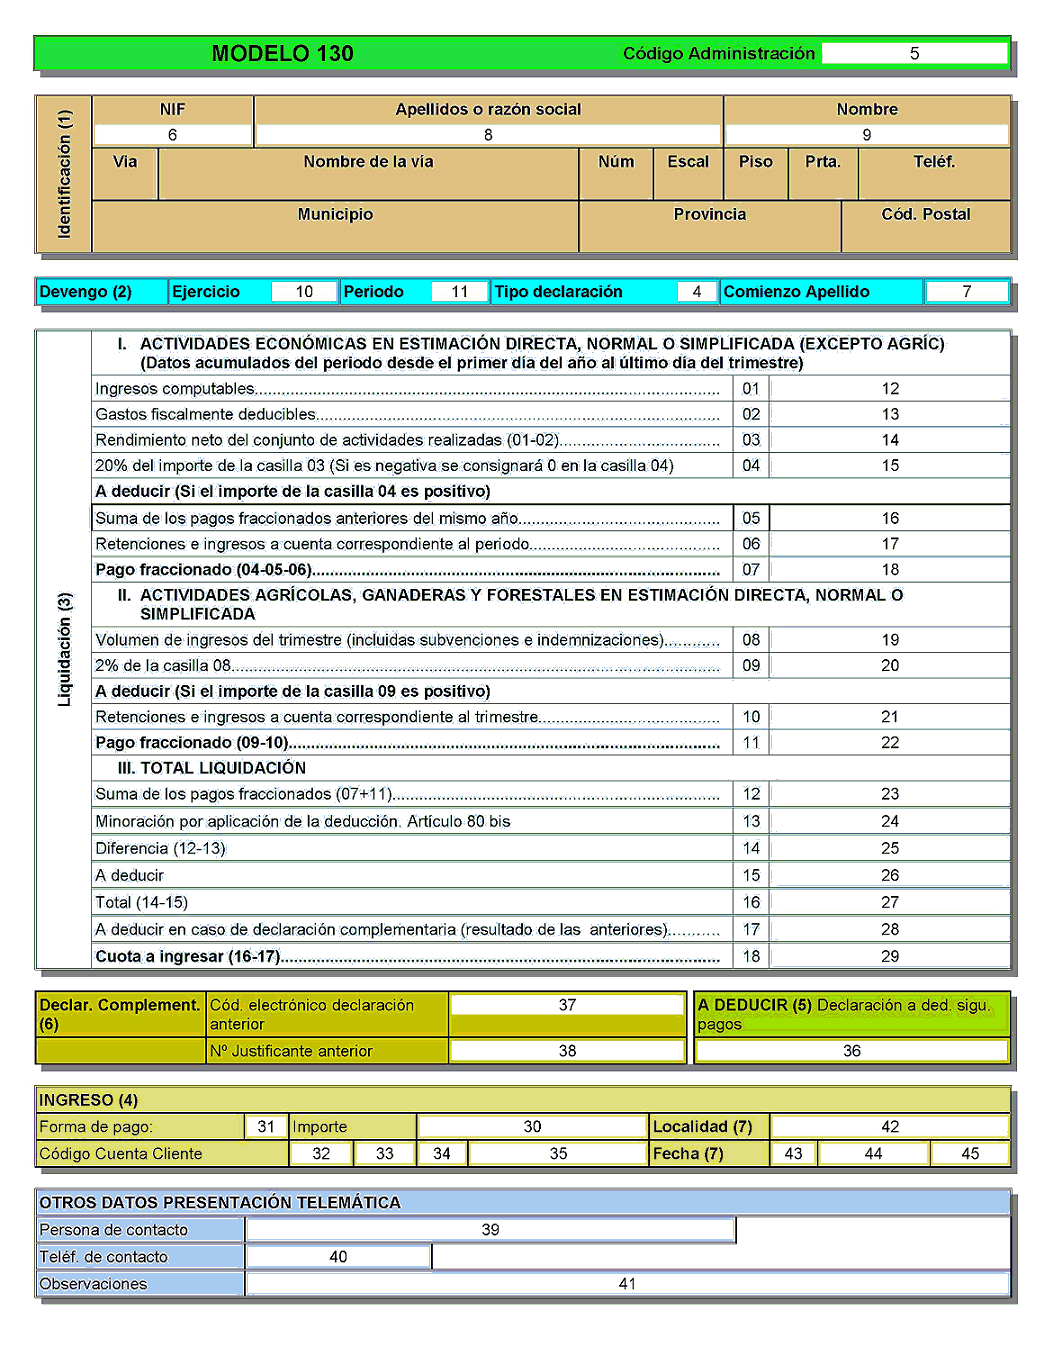 MODELO 130 Código Administración 5
Identificación (1)
NIF Apellidos o razón social Nombre
6 8 9
Via Nombre de la vía Núm Escal Piso Prta. Teléf.
Municipio Provincia Cód. Postal
Devengo (2) Ejercicio 10 Periodo 11 Tipo declaración 4 Comienzo Apellido 7
Liquidación (3)
I. ACTIVIDADES ECONÓMICAS EN ESTIMACIÓN DIRECTA, NORMAL O SIMPLIFICADA (EXCEPTO AGRÍC)
(Datos acumulados del periodo desde el primer día del año al último día del trimestre)
Ingresos computables........ 01 12
Gastos fiscalmente deducibles........ 02 13
Rendimiento neto del conjunto de actividades realizadas (01-02)........ 03 14
20% del importe de la casilla 03 (Si es negativa se consignará 0 en la casilla 04) 04 15
A deducir (Si el importe de la casilla 04 es positivo)
Suma de los pagos fraccionados anteriores del mismo año........ 05 16
Retenciones e ingresos a cuenta correspondiente al periodo........ 06 17
Pago fraccionado (04-05-06)........ 07 18
II. ACTIVIDADES AGRÍCOLAS, GANADERAS Y FORESTALES EN ESTIMACIÓN DIRECTA, NORMAL O
SIMPLIFICADA
Volumen de ingresos del trimestre (incluidas subvenciones e indemnizaciones)........ 08 19
2% de la casilla 08........ 09 20
A deducir (Si el importe de la casilla 09 es positivo)
Retenciones e ingresos a cuenta correspondiente al trimestre........ 10 21
Pago fraccionado (09-10)........ 11 22
III. TOTAL LIQUIDACIÓN
Suma de los pagos fraccionados (07+11)........ 12 23
Minoración por aplicación de la deducción. Artículo 80 bis 13 24
Diferencia (12-13) 14 25
A deducir 15 26
Total (14-15) 16 27
A deducir en caso de declaración complementaria (resultado de las anteriores)........ 17 28
Cuota a ingresar (16-17)........ 18 29
Declar. Complement. Cód. electrónico declaración 37 A DEDUCIR (5) Declaración a ded. sigu.
(6) anterior pagos
Nº Justificante anterior 38 36
INGRESO (4)
Forma de pago: 31 Importe 30 Localidad (7) 42
Código Cuenta Cliente 32 33 34 35 Fecha (7) 43 44 45
OTROS DATOS PRESENTACIÓN TELEMÁTICA
Persona de contacto 39
Teléf. de contacto 40
Observaciones 41